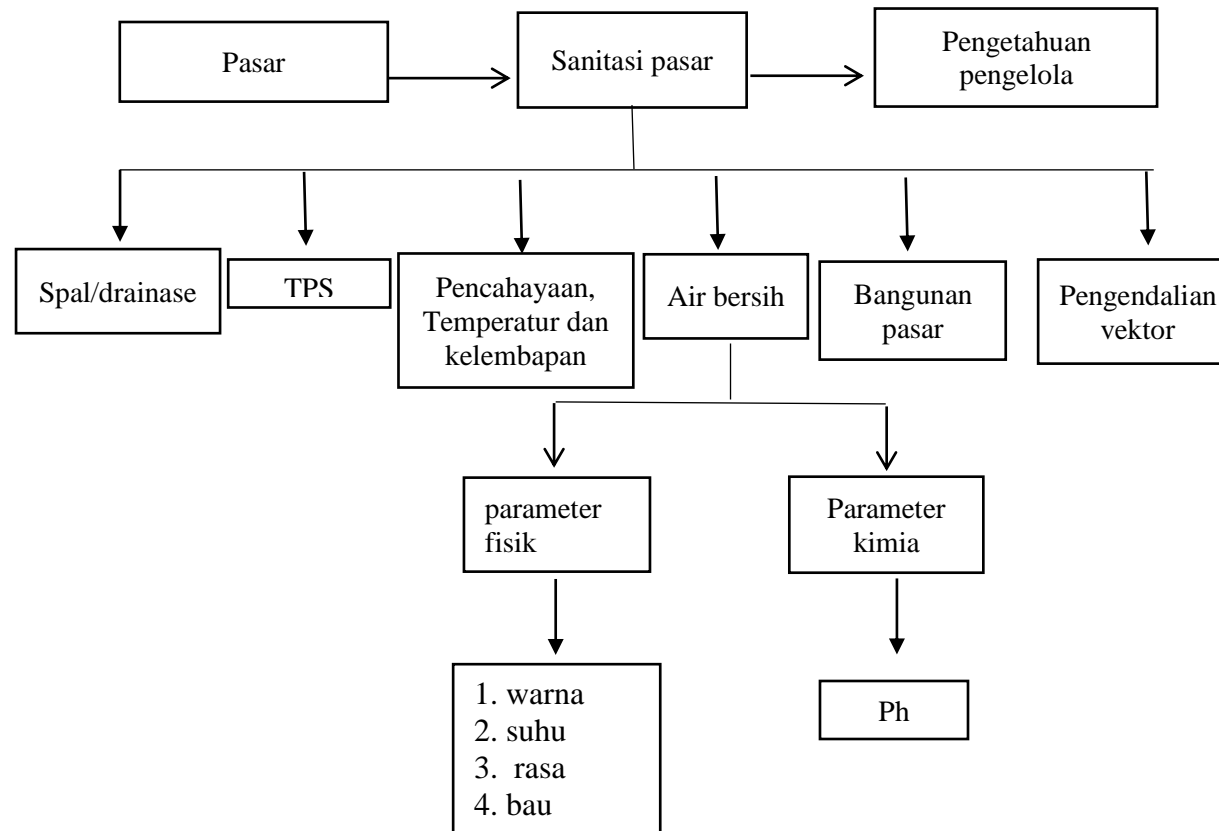 Pasar
Sanitasi pasar
Pengetahuan
pengelola
Spal/drainase
TPS
Pencahayaan,
Temperatur dan
kelembapan
Air bersih
Bangunan
pasar
Pengendalian
vektor
parameter
fisik
Parameter
kimia
1. warna
2. suhu
3. rasa
4. bau
Ph